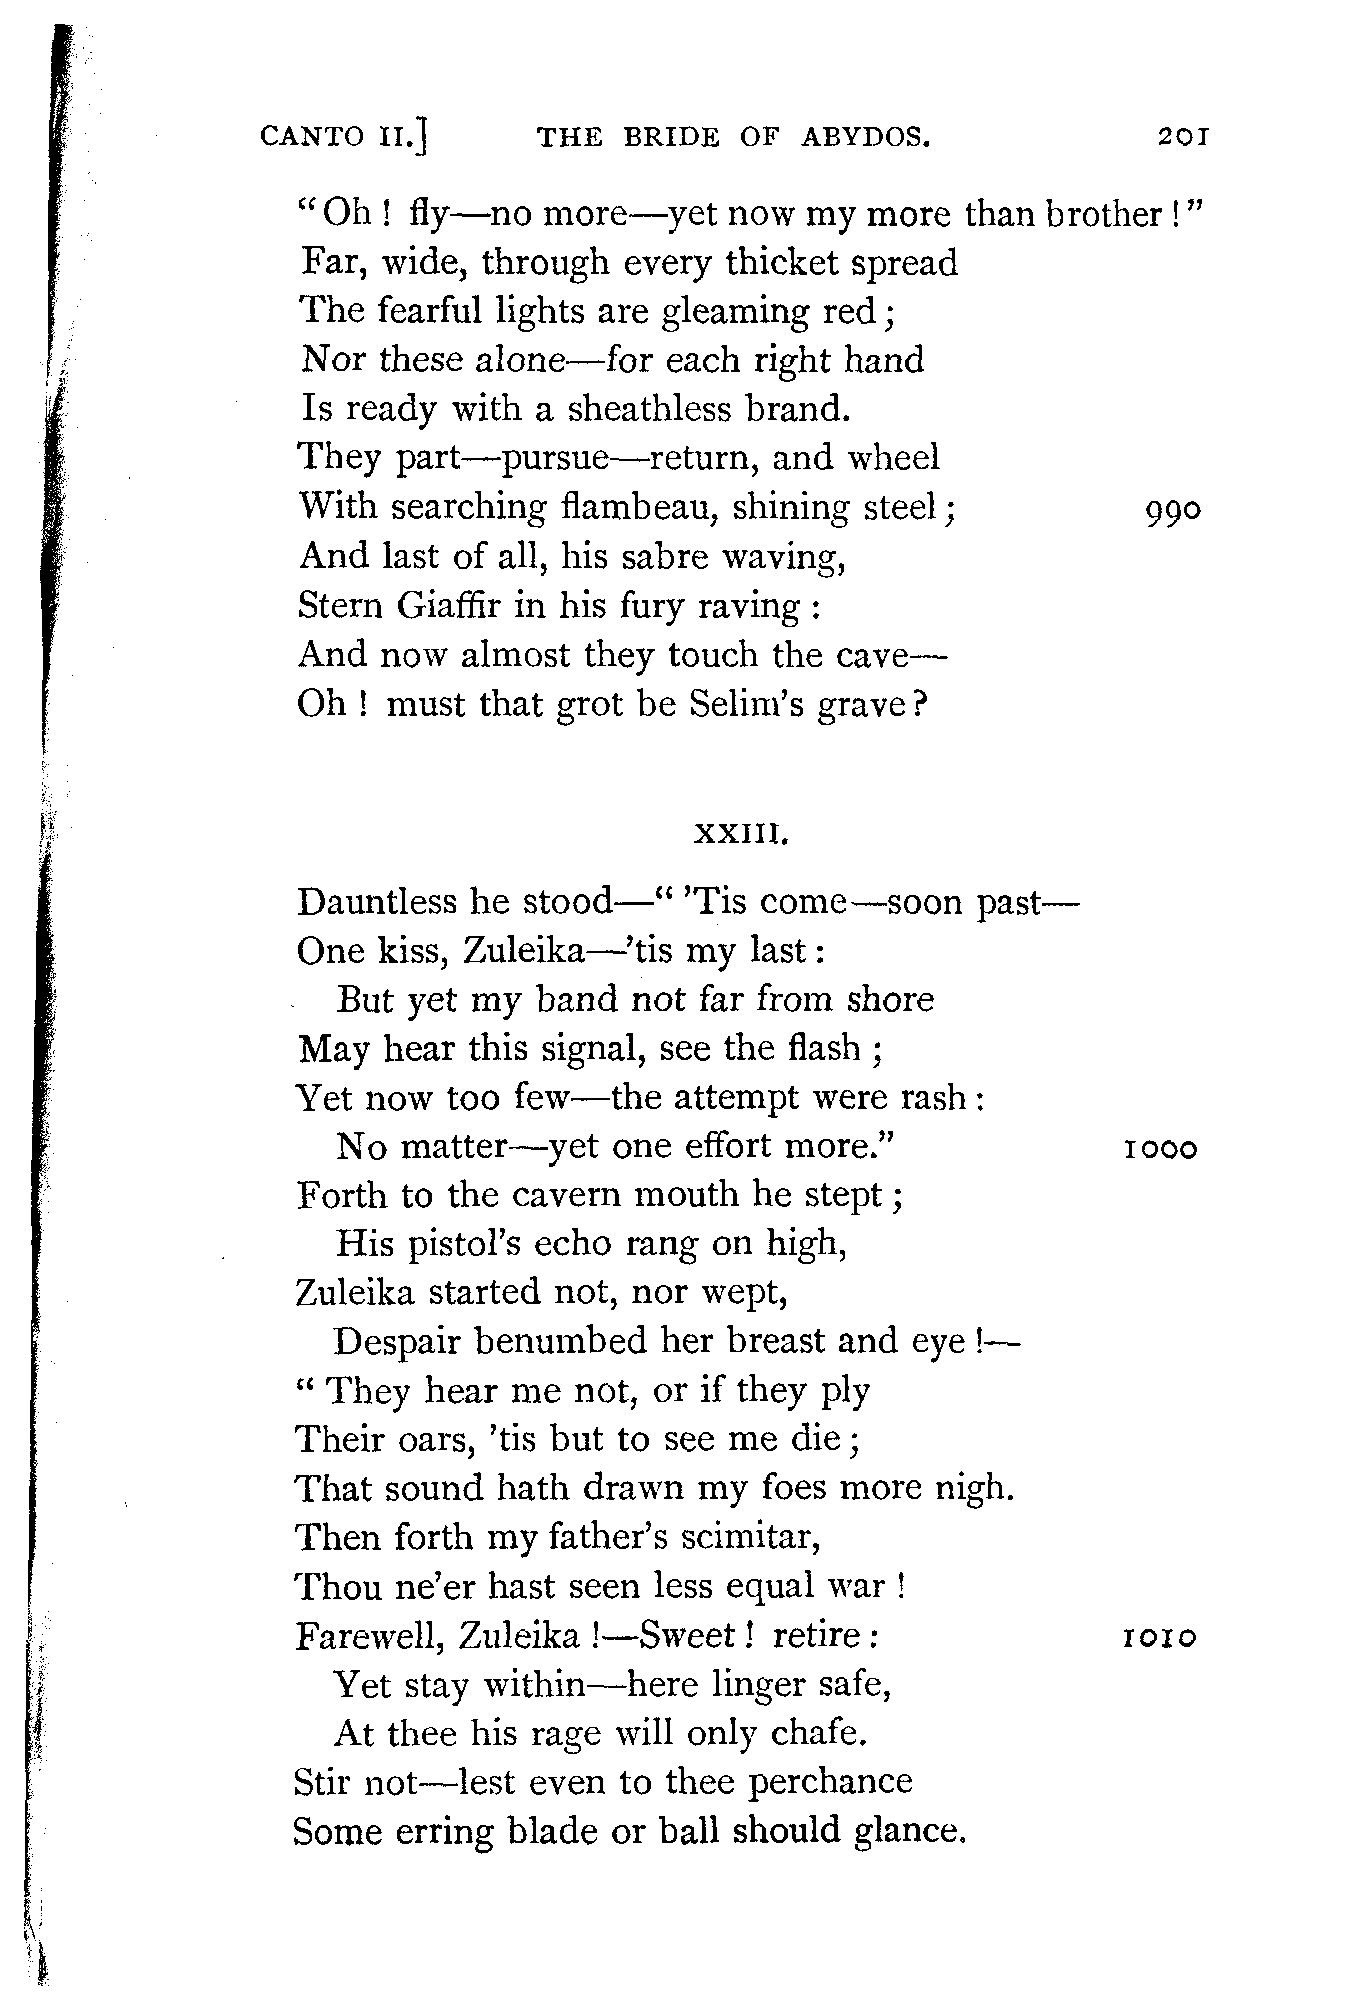 CANTO II.] THE BRIDE OF ABYDOS. 201
“Oh! fly—no more—yet now my more than brother!”
Far, wide, through every thicket spread
The fearful lights are gleaming red;
Nor these alone—for each right hand
Is ready with a sheathless brand.
They part—pursue—return, and wheel
With searching flambeau, shining steel; 990
And last of all, his sabre waving,
Stern Giaffir in his fury raving:
And now almost they touch the cave—
Oh! must that grot be Selim’s grave?
XXIII.
Dauntless he stood—“’Tis come—soon past—
One kiss, Zuleika—’tis my last:
But yet my band not far from shore
May hear this signal, see the flash;
Yet now too few—the attempt were rash:
No matter—yet one effort more.” 1000
Forth to the cavern mouth he stept;
His pistol’s echo rang on high,
Zuleika started not, nor wept,
Despair benumbed her breast and eye!—
“They hear me not, or if they ply
Their oars, ’tis but to see me die;
That sound hath drawn my foes more nigh.
Then forth my father’s scimitar,
Thou ne’er hast seen less equal war!
Farewell, Zuleika!—Sweet! retire: 1010
Yet stay within—here linger safe,
At thee his rage will only chafe.
Stir not—lest even to thee perchance
Some erring blade or ball should glance.